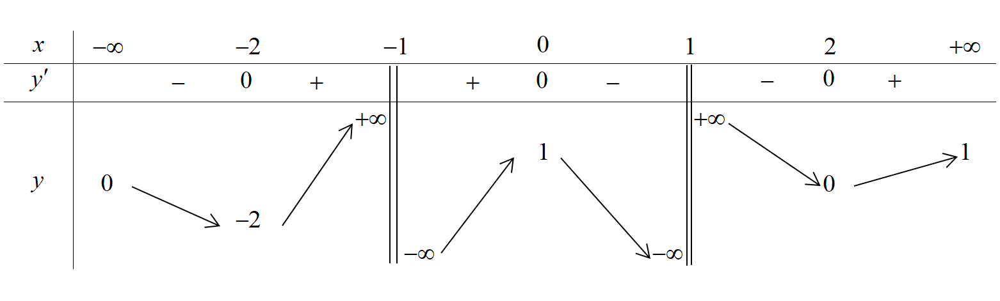 x −∞ −2 −1 0 1 2 +∞
y′ − 0 + + 0 − − 0 +
+∞ +∞
1 1
y 0 0
−2
−∞ −∞